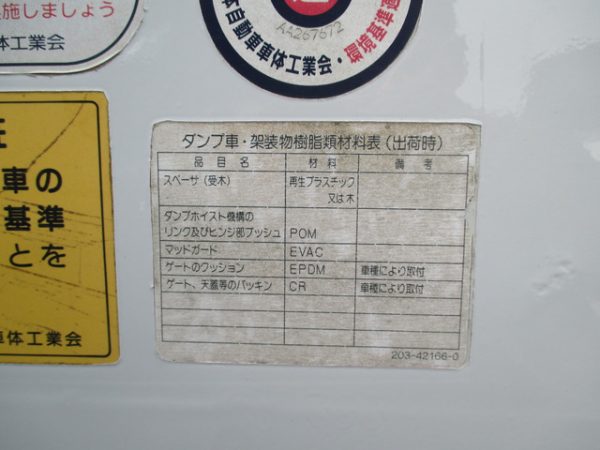 施しましょう
体工業会
AA267672
本自動車車体工業会・環境基準適
車の
基準
とを
車体工業会
ダンプ車・架装物樹脂類材料表(出荷時)
品目名 材料 備考
スペーサ(受木) 再生プラスチック
又は木
ダンプホイスト機構の
リンク及びヒンジ部ブッシュ POM
マッドガード EVAC
ゲートのクッション EPDM 車種により取付
ゲート、天蓋等のパッキン CR 車種により取付
203-42166-0